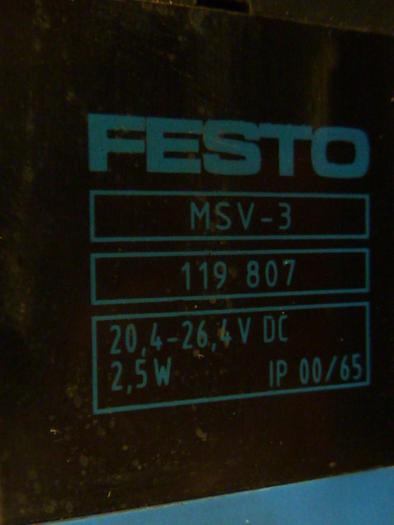 FESTO
MSV-3
119 807
20,4-26,4V DC
2,5W IP 00/65